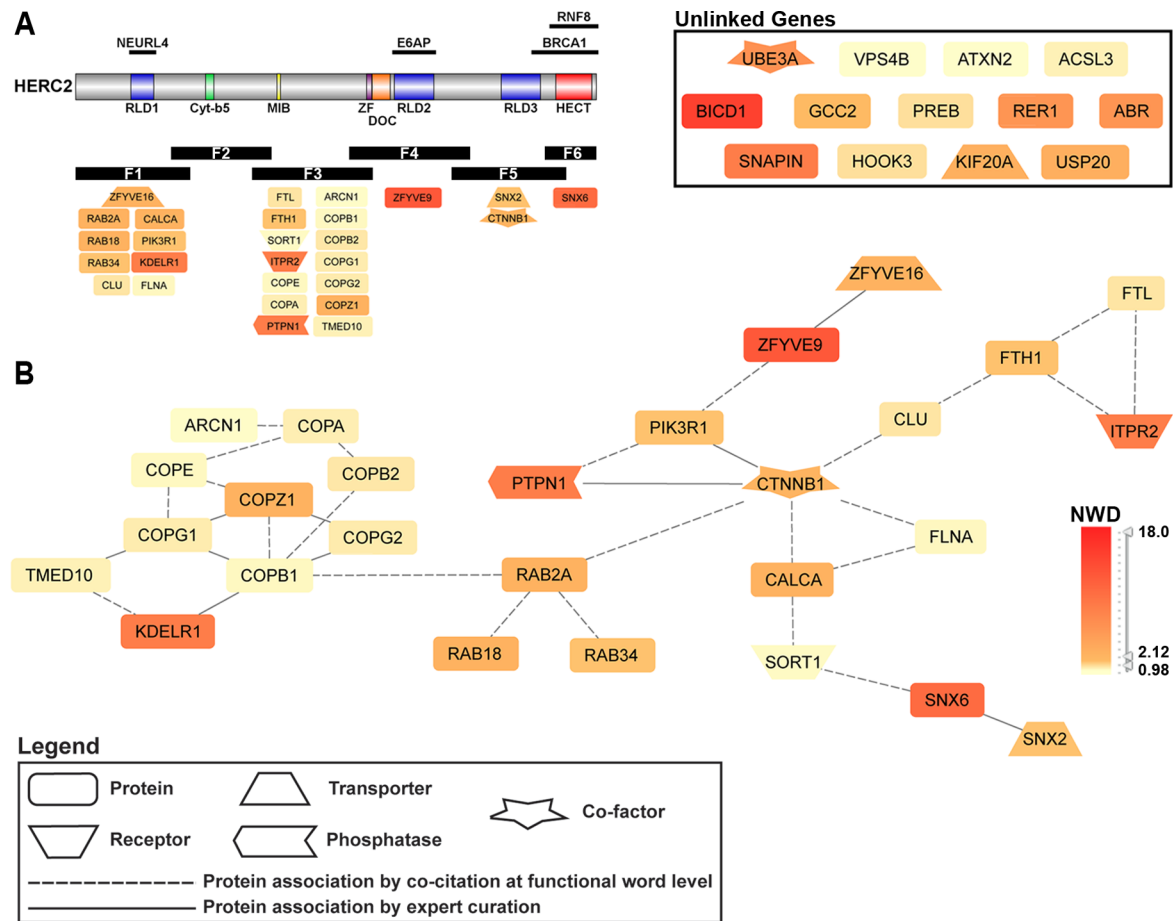 A
RNF8
NEURL4
E6AP
BRCA1
HERC2
RLD1
Cyt-b5
MIB
ZF
DOC
RLD2
RLD3
HECT
F2
F4
F6
F1
F3
F5
ZFYVE16
RAB2A
CALCA
RAB18
PIK3R1
RAB34
KDELR1
CLU
FLNA
FTL
ARCN1
FTH1
COPB1
SORT1
COPB2
ITPR2
COPG1
COPE
COPG2
COPA
COPZ1
PTPN1
TMED10
ZFYVE9
SNX2
CTNNB1
SNX6
Unlinked Genes
UBE3A
VPS4B
ATXN2
ACSL3
BICD1
GCC2
PREB
RER1
ABR
SNAPIN
HOOK3
KIF20A
USP20
B
ZFYVE16
FTL
ZFYVE9
FTH1
ARCN1
COPA
PIK3R1
CLU
ITPR2
COPE
COPB2
PTPN1
CTNNB1
COPZ1
COPG1
COPG2
FLNA
TMED10
COPB1
RAB2A
CALCA
KDELR1
RAB18
RAB34
SORT1
SNX6
SNX2
NWD
18.0
2.12
0.98
Legend
Protein
Transporter
Co-factor
Receptor
Phosphatase
Protein association by co-citation at functional word level
Protein association by expert curation